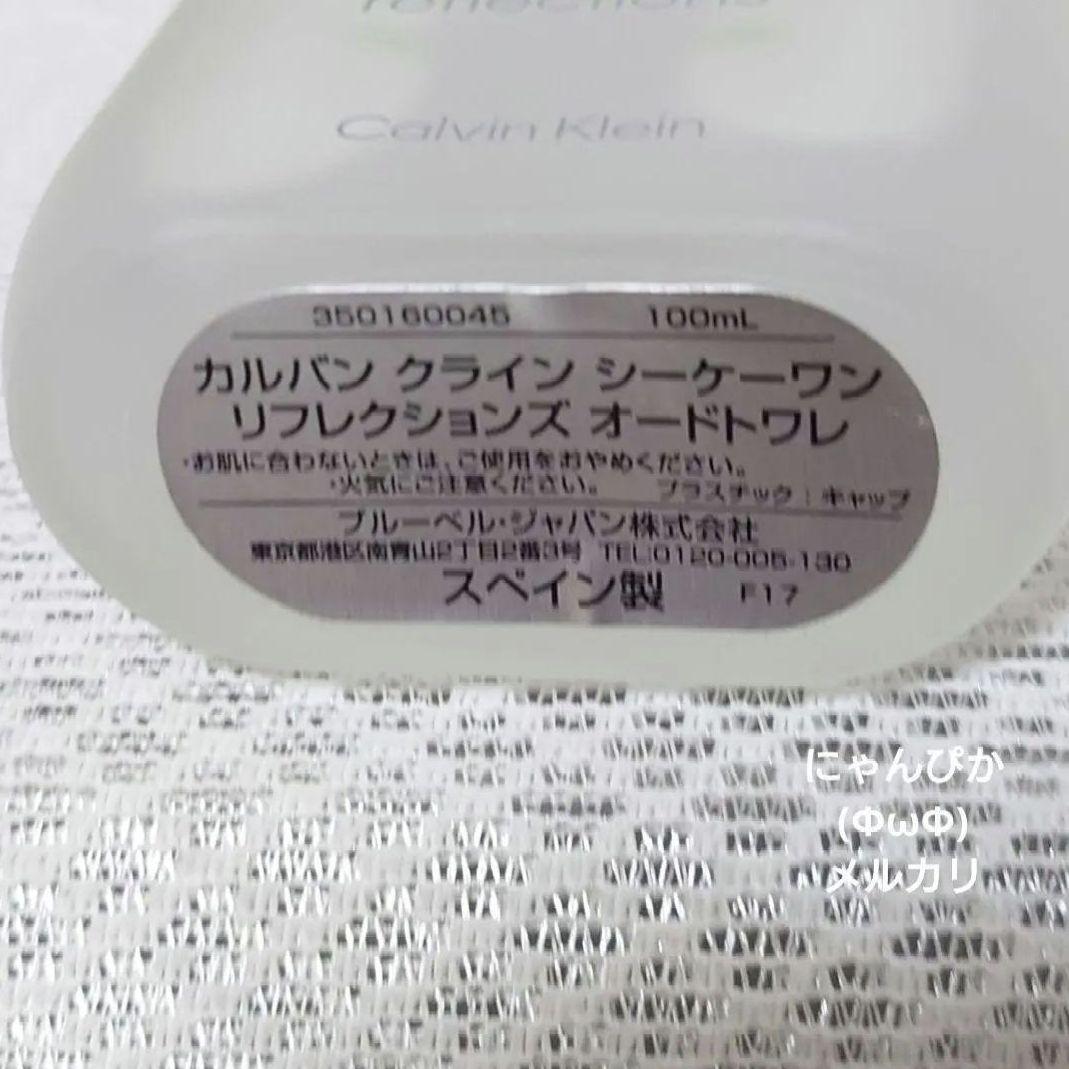 reflections
Calvin Klein
350160045 100mL
カルバン クライン シーケーワン
リフレクションズ オードトワレ
・お肌に合わないときは、ご使用をおやめください。
・火気にご注意ください。 プラスチック:キャップ
ブルーベル・ジャパン株式会社
東京都港区南青山2丁目2番3号 TEL:0120-005-130
スペイン製 F17
にゃんぴか
(ΦωΦ)
メルカリ